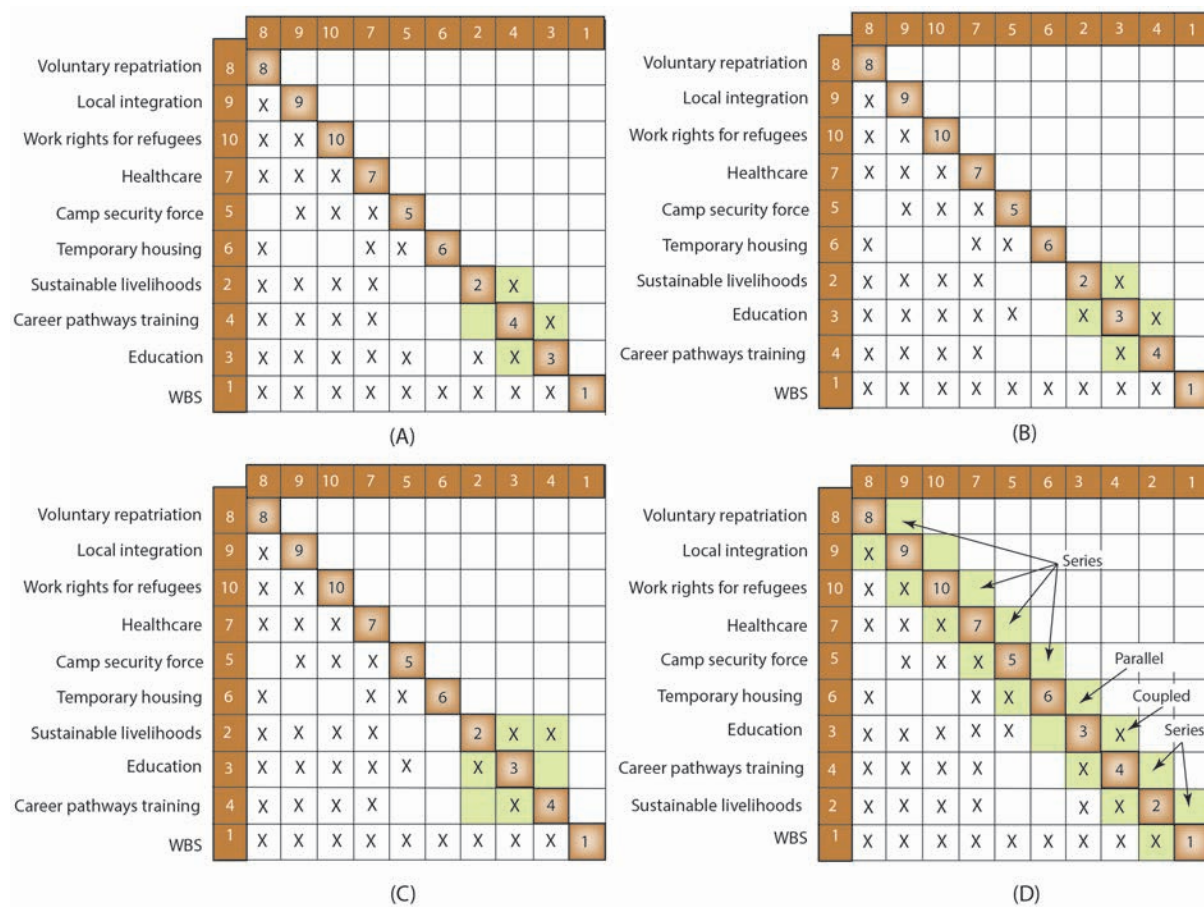 8 9 10 7 5 6 2 4 3 1
Voluntary repatriation 8 8
Local integration 9 X 9
Work rights for refugees 10 X X 10
Healthcare 7 X X X 7
Camp security force 5 X X X 5
Temporary housing 6 X X X 6
Sustainable livelihoods 2 X X X X 2 X
Career pathways training 4 X X X X 4 X
Education 3 X X X X X X X 3
WBS 1 X X X X X X X X X 1
(A)
8 9 10 7 5 6 2 3 4 1
Voluntary repatriation 8 8
Local integration 9 X 9
Work rights for refugees 10 X X 10
Healthcare 7 X X X 7
Camp security force 5 X X X 5
Temporary housing 6 X X X 6
Sustainable livelihoods 2 X X X X 2 X
Education 3 X X X X X X 3 X
Career pathways training 4 X X X X X 4
WBS 1 X X X X X X X X X 1
(B)
8 9 10 7 5 6 2 3 4 1
Voluntary repatriation 8 8
Local integration 9 X 9
Work rights for refugees 10 X X 10
Healthcare 7 X X X 7
Camp security force 5 X X X 5
Temporary housing 6 X X X 6
Sustainable livelihoods 2 X X X X 2 X X
Education 3 X X X X X X 3
Career pathways training 4 X X X X X 4
WBS 1 X X X X X X X X X 1
(C)
8 9 10 7 5 6 3 4 2 1
Voluntary repatriation 8 8
Local integration 9 X 9
Series
Work rights for refugees 10 X X 10
Healthcare 7 X X X 7
Camp security force 5 X X X 5
Parallel
Temporary housing 6 X X X 6
Coupled
Education 3 X X X X X 3 X
Series
Career pathways training 4 X X X X X 4
Sustainable livelihoods 2 X X X X X X 2
WBS 1 X X X X X X X X X 1
(D)